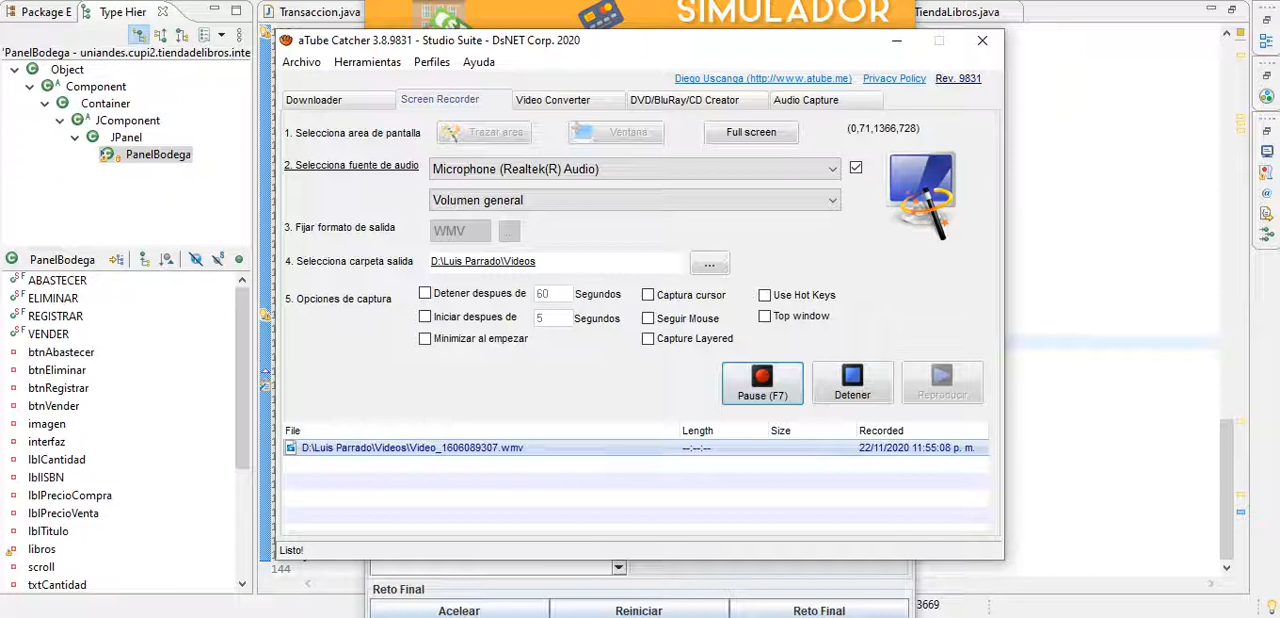 Package E
Type Hier
'PanelBodega' - uniandes.cupi2.tiendadelibros.inte
Object
Component
Container
JComponent
JPanel
PanelBodega
PanelBodega
ABASTECER
ELIMINAR
REGISTRAR
VENDER
btnAbastecer
btnEliminar
btnRegistrar
btnVender
imagen
interfaz
lblCantidad
lblISBN
lblPrecioCompra
lblPrecioVenta
lblTitulo
libros
scroll
txtCantidad
Transaccion.java
SIMULADOR
TiendaLibros.java
aTube Catcher 3.8.9831 - Studio Suite - DsNET Corp. 2020
Archivo Herramientas Perfiles Ayuda
Diego Uscanga (http://www.atube.me) Privacy Policy Rev. 9831
Downloader Screen Recorder Video Converter DVD/BluRay/CD Creator Audio Capture
1. Selecciona area de pantalla Trazar area Ventana Full screen (0,71,1366,728)
2. Selecciona fuente de audio Microphone (Realtek(R) Audio)
Volumen general
3. Fijar formato de salida WMV ...
4. Selecciona carpeta salida D:\Luis Parrado\Videos ...
5. Opciones de captura
Detener despues de 60 Segundos Captura cursor Use Hot Keys
Iniciar despues de 5 Segundos Seguir Mouse Top window
Minimizar al empezar Capture Layered
Pause (F7) Detener Reproducir
File Length Size Recorded
D:\Luis Parrado\Videos\Video_1606089307.wmv --:--:-- 22/11/2020 11:55:08 p. m.
Listo!
144
Reto Final
Acelear Reiniciar Reto Final
3669